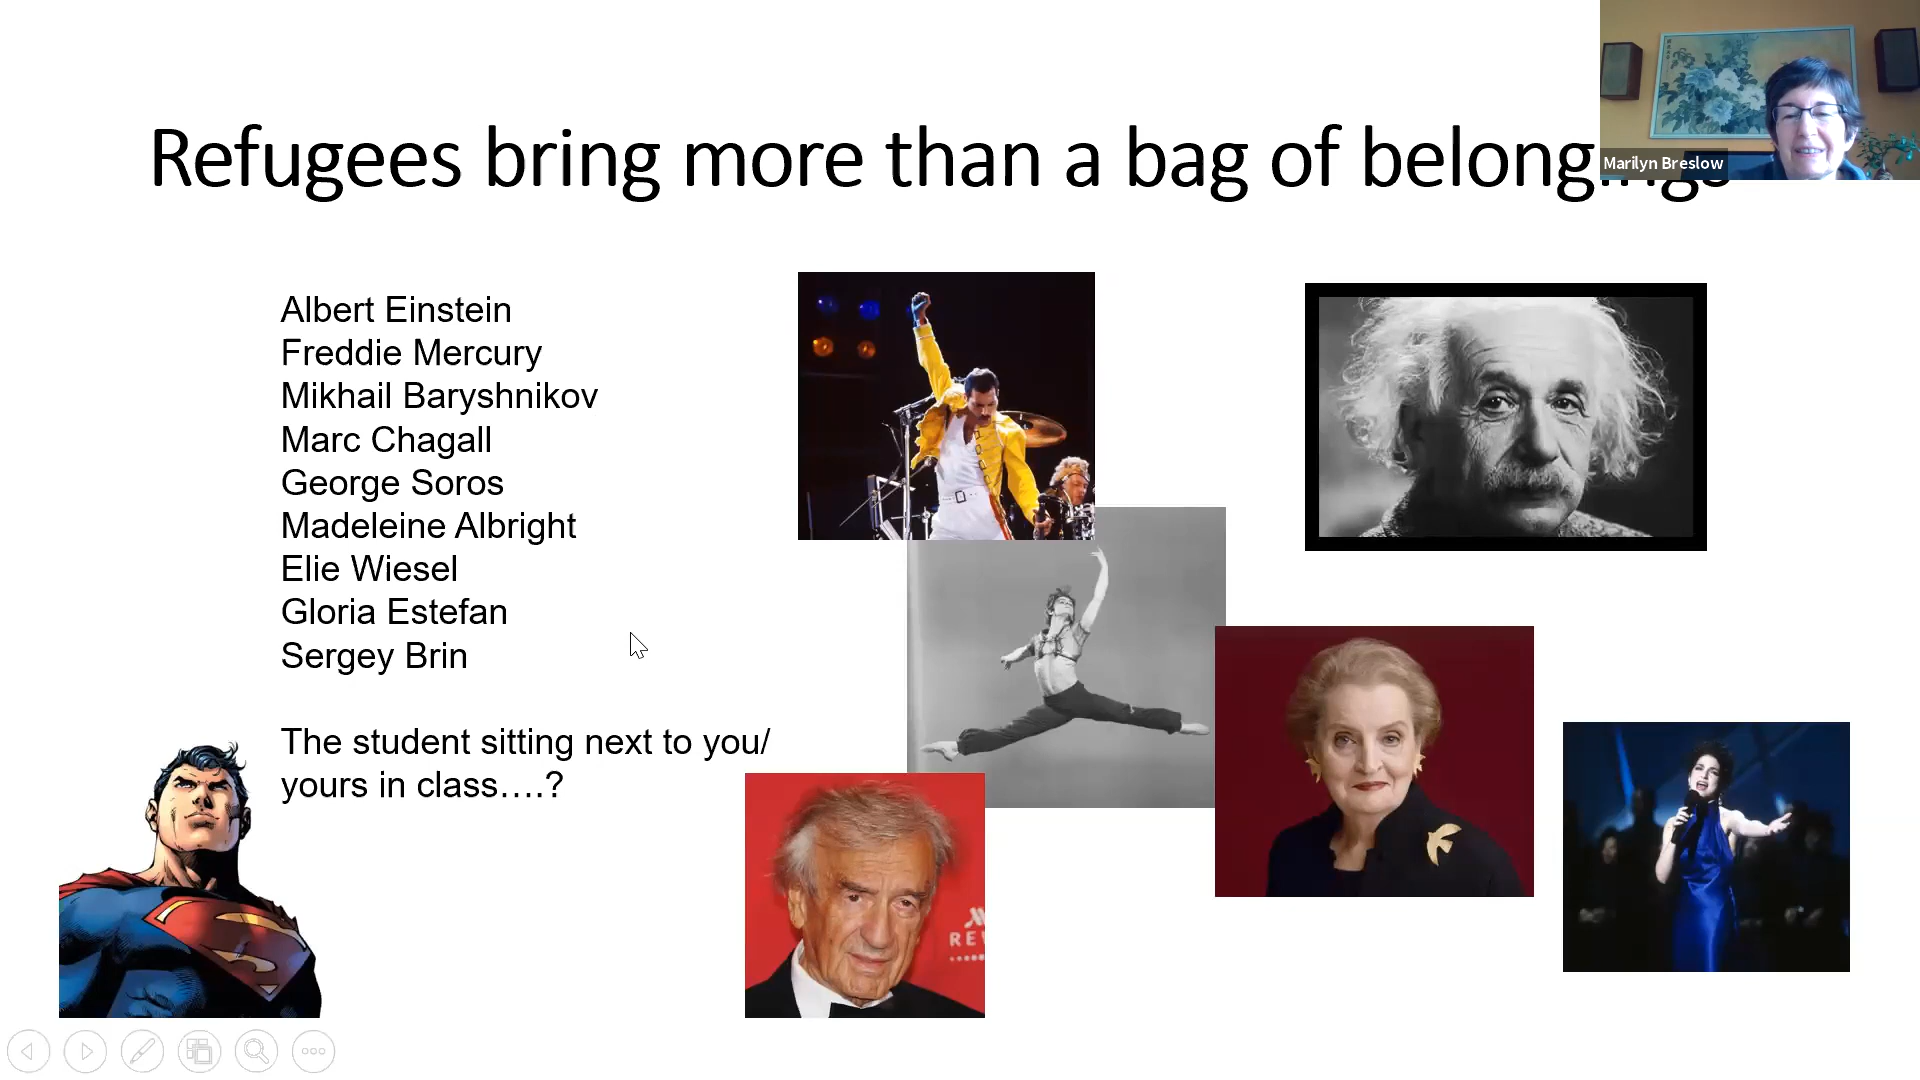 Refugees bring more than a bag of belongings
Marilyn Breslow
Albert Einstein
Freddie Mercury
Mikhail Baryshnikov
Marc Chagall
George Soros
Madeleine Albright
Elie Wiesel
Gloria Estefan
Sergey Brin
The student sitting next to you/
yours in class….?
S